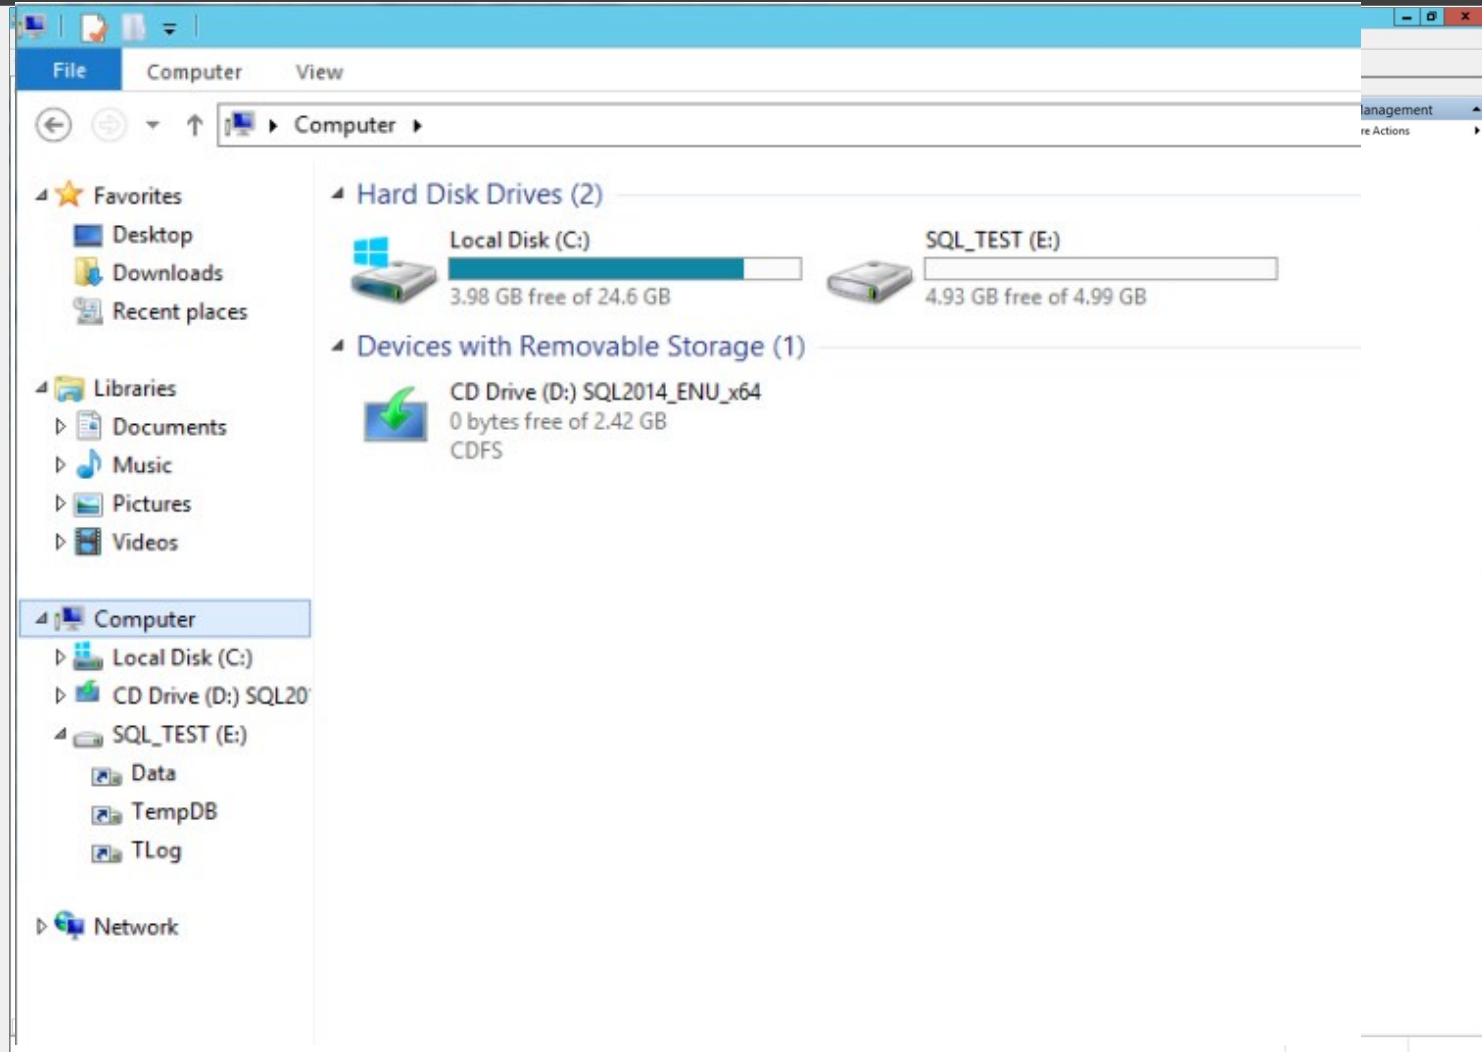 File Computer View
Computer
Management
re Actions
Favorites
Desktop
Downloads
Recent places
Libraries
Documents
Music
Pictures
Videos
Computer
Local Disk (C:)
CD Drive (D:) SQL20
SQL_TEST (E:)
Data
TempDB
TLog
Network
Hard Disk Drives (2)
Local Disk (C:)
3.98 GB free of 24.6 GB
SQL_TEST (E:)
4.93 GB free of 4.99 GB
Devices with Removable Storage (1)
CD Drive (D:) SQL2014_ENU_x64
0 bytes free of 2.42 GB
CDFS